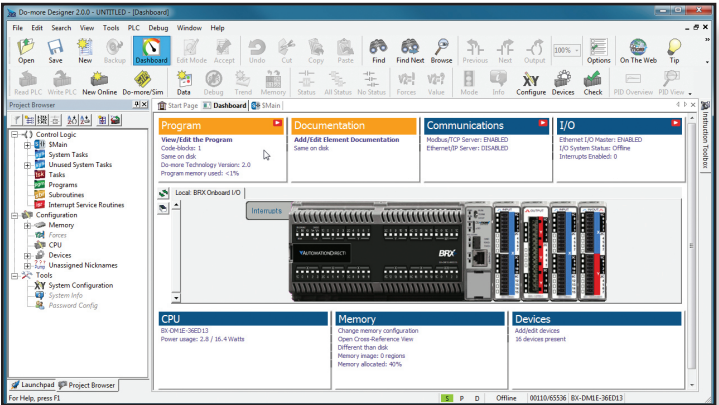 Do-more Designer 2.0.0 - UNTITLED - [Dashboard]
File Edit Search View Tools PLC Debug Window Help
Open Save New Backup Dashboard Edit Mode Accept Undo Cut Copy Paste Find Find Next Browse Previous Next Output 100% Options On The Web Tip
Read PLC Write PLC New Online Do-more/Sim Data Debug Trend Memory Status All Status No Status Forces Value Mode Info Configure Devices Check PID Overview PID View
Project Browser
Start Page Dashboard $Main
Instruction Toolbox
Control Logic
$Main
System Tasks
Unused System Tasks
Tasks
Programs
Subroutines
Interrupt Service Routines
Configuration
Memory
Forces
CPU
Devices
Unassigned Nicknames
Tools
System Configuration
System Info
Password Config
Program
View/Edit the Program
Code-blocks: 1
Same on disk
Do-more Technology Version: 2.0
Program memory used: <1%
Documentation
Add/Edit Element Documentation
Same on disk
Communications
Modbus/TCP Server: ENABLED
Ethernet/IP Server: DISABLED
I/O
Ethernet I/O Master: ENABLED
I/O System Status: Offline
Interrupts Enabled: 0
Local: BRX Onboard I/O
Interrupts
AUTOMATIONDIRECT
BRX
CPU
BX-DM1E-36ED13
Power usage: 2.8 / 16.4 Watts
Memory
Change memory configuration
Open Cross-Reference View
Different than disk
Memory image: 0 regions
Memory allocated: 40%
Devices
Add/edit devices
16 devices present
Launchpad Project Browser
For Help, press F1
S P D Offline 00110/65536 BX-DM1E-36ED13